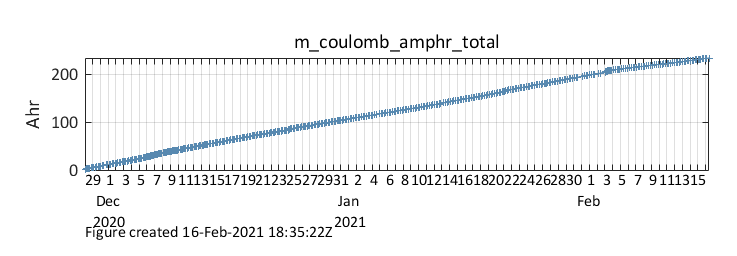 m_coulomb_amphr_total
200
100
0
Ahr
29 1 3 5 7 9 11 13 15 17 19 21 23 25 27 29 31 2 4 6 8 10 12 14 16 18 20 22 24 26 28 30 1 3 5 7 9 11 13 15
Dec Jan Feb
2020 2021
Figure created 16-Feb-2021 18:35:22Z